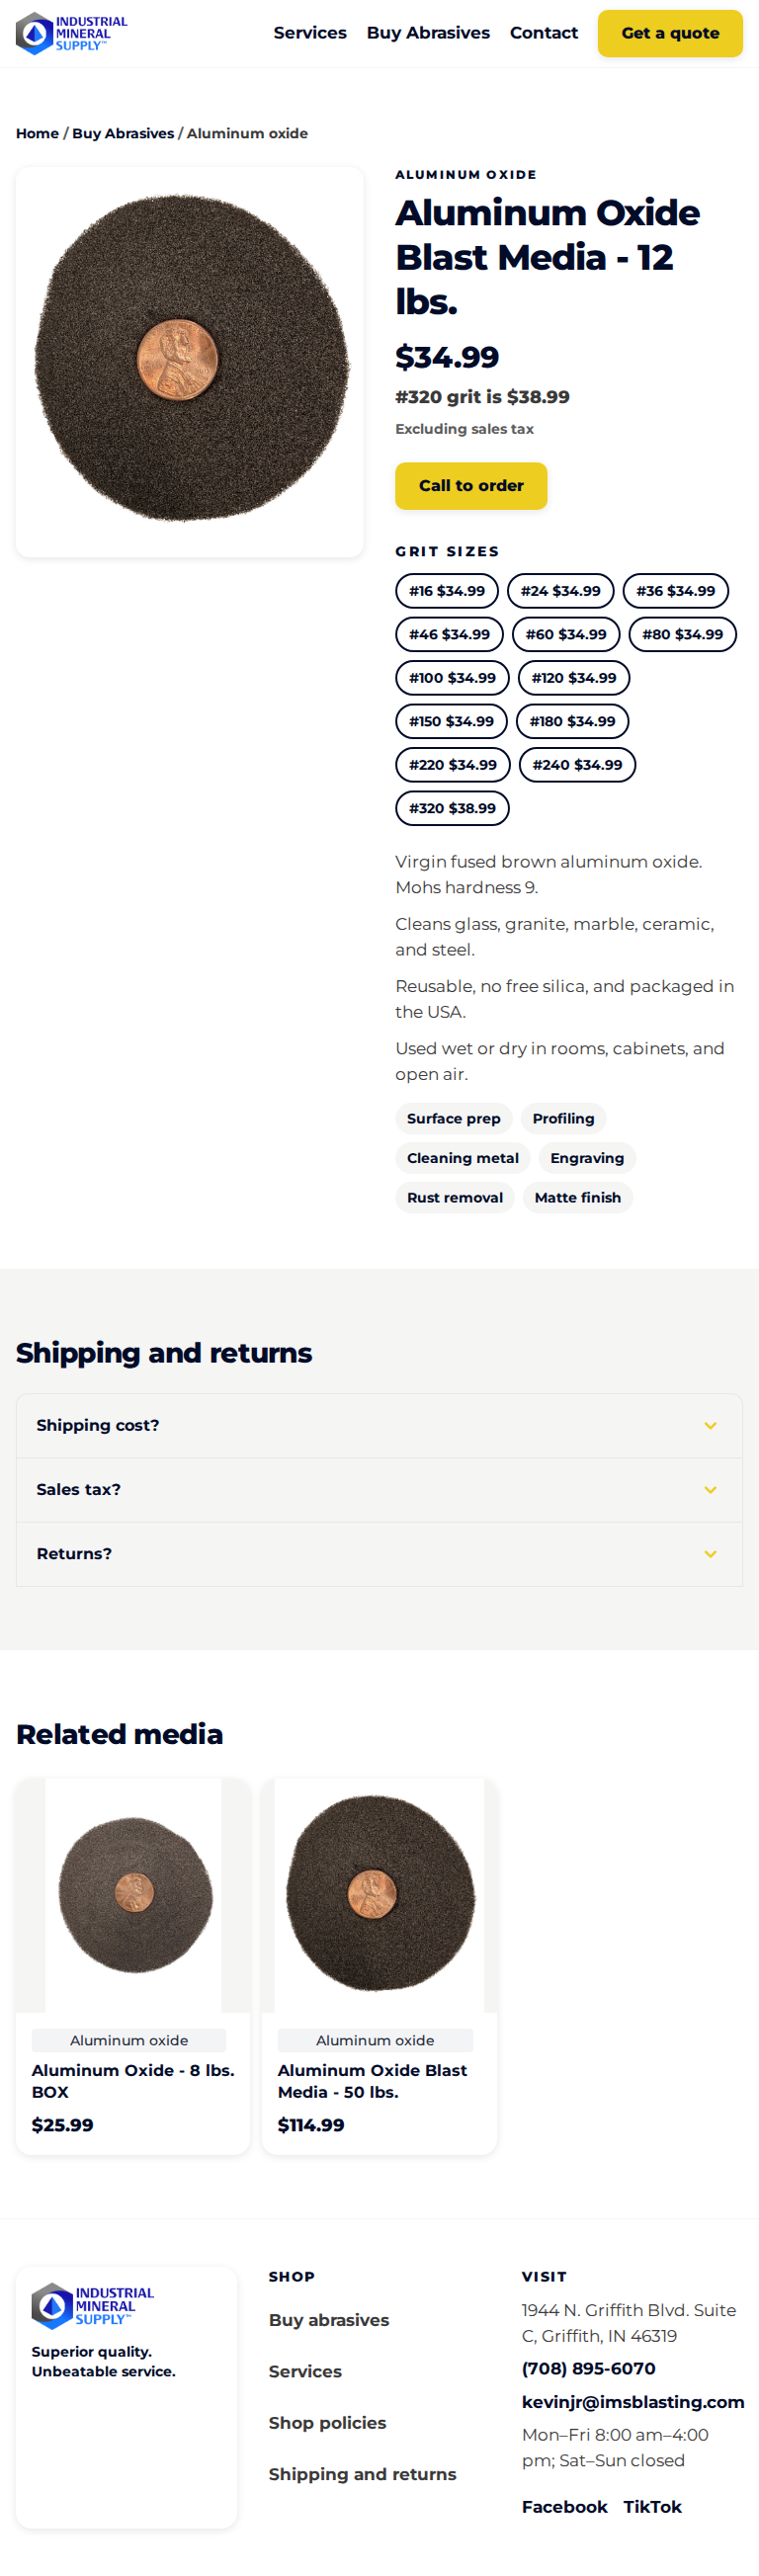 INDUSTRIAL
MINERAL
SUPPLY™
Services
Buy Abrasives
Contact
Get a quote
Home / Buy Abrasives / Aluminum oxide
ALUMINUM OXIDE
Aluminum Oxide
Blast Media - 12
lbs.
$34.99
#320 grit is $38.99
Excluding sales tax
Call to order
GRIT SIZES
#16 $34.99
#24 $34.99
#36 $34.99
#46 $34.99
#60 $34.99
#80 $34.99
#100 $34.99
#120 $34.99
#150 $34.99
#180 $34.99
#220 $34.99
#240 $34.99
#320 $38.99
Virgin fused brown aluminum oxide.
Mohs hardness 9.
Cleans glass, granite, marble, ceramic,
and steel.
Reusable, no free silica, and packaged in
the USA.
Used wet or dry in rooms, cabinets, and
open air.
Surface prep
Profiling
Cleaning metal
Engraving
Rust removal
Matte finish
Shipping and returns
Shipping cost?
Sales tax?
Returns?
Related media
Aluminum oxide
Aluminum Oxide - 8 lbs.
BOX
$25.99
Aluminum oxide
Aluminum Oxide Blast
Media - 50 lbs.
$114.99
INDUSTRIAL
MINERAL
SUPPLY™
Superior quality.
Unbeatable service.
SHOP
Buy abrasives
Services
Shop policies
Shipping and returns
VISIT
1944 N. Griffith Blvd. Suite
C, Griffith, IN 46319
(708) 895-6070
kevinjr@imsblasting.com
Mon–Fri 8:00 am–4:00
pm; Sat–Sun closed
Facebook
TikTok